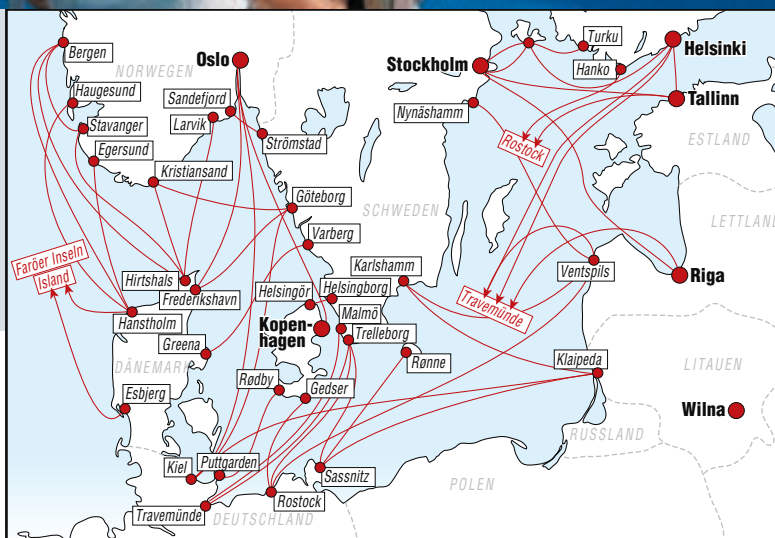 Bergen
NORWEGEN
Oslo
Haugesund
Sandefjord
Stavanger
Larvik
Egersund
Strömstad
Kristiansand
Göteborg
Stockholm
Turku
Helsinki
Hanko
Nynäshamm
Tallinn
Rostock
ESTLAND
SCHWEDEN
LETTLAND
Varberg
Faröer Inseln
Island
Hirtshals
Frederikshavn
Karlshamm
Ventspils
Riga
Helsingör
Helsingborg
Travemünde
Hanstholm
Malmö
Kopen-
hagen
Trelleborg
Greena
DÄNEMARK
Rønne
Klaipeda
LITAUEN
Rødby
Gedser
Esbjerg
Wilna
RUSSLAND
Kiel
Puttgarden
Sassnitz
POLEN
Rostock
Travemünde
DEUTSCHLAND